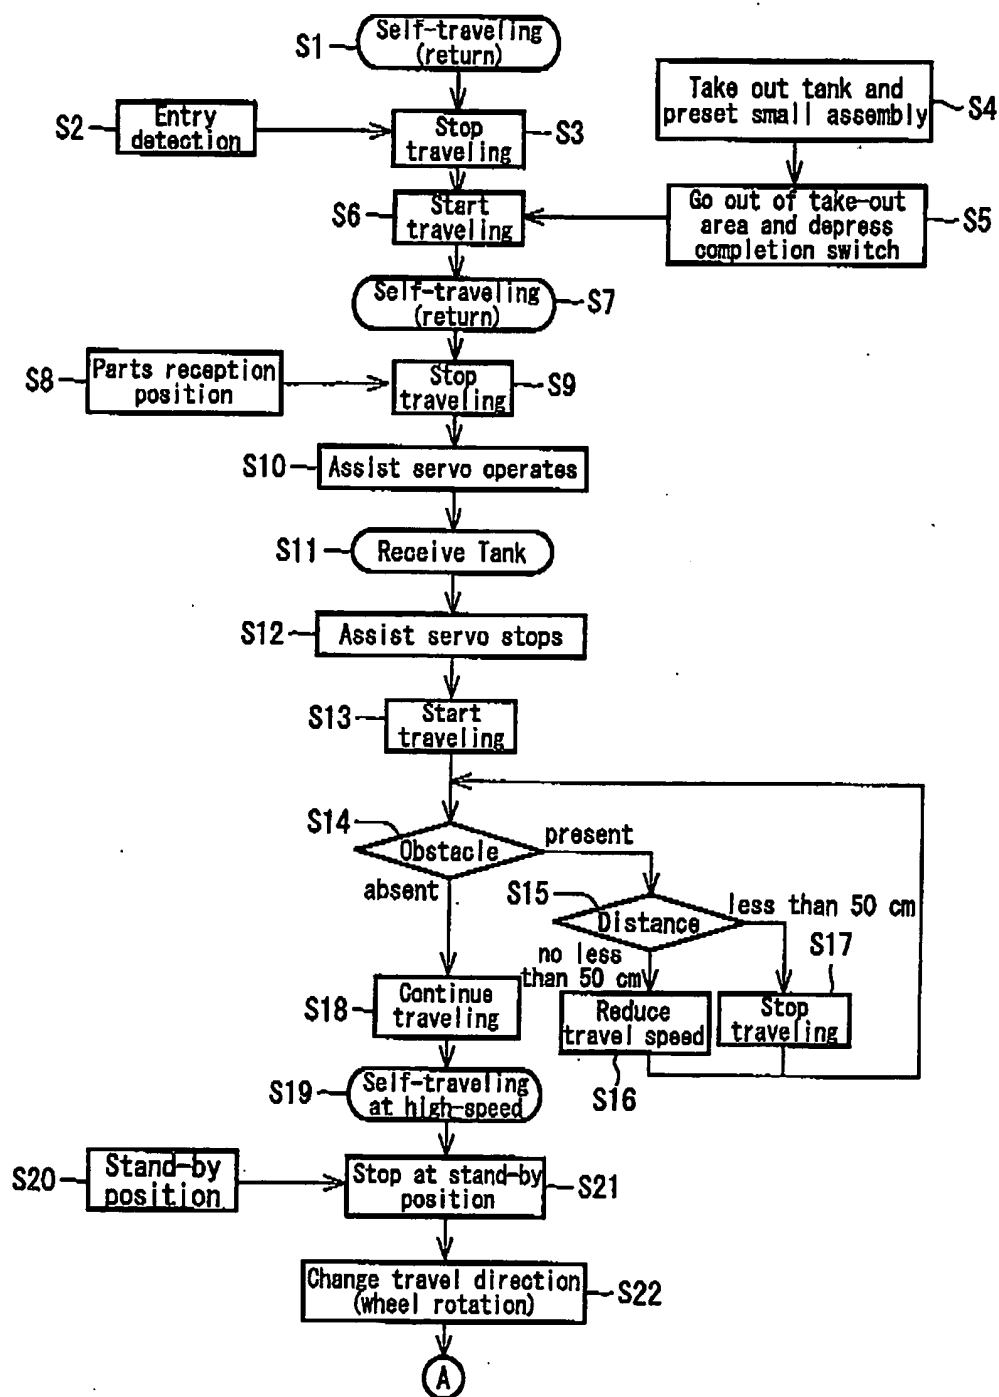 S1
Self-traveling
(return)
S2
Entry
detection
Stop
traveling
S3
Take out tank and
preset small assembly
S4
S6
Start
traveling
Go out of take-out
area and depress
completion switch
S5
Self-traveling
(return)
S7
S8
Parts reception
position
Stop
traveling
S9
S10
Assist servo operates
S11
Receive Tank
S12
Assist servo stops
S13
Start
traveling
S14
Obstacle
present
absent
S15
Distance
less than 50 cm
no less
than 50 cm
S17
S18
Continue
traveling
Reduce
travel speed
Stop
traveling
S16
S19
Self-traveling
at high-speed
S20
Stand-by
position
Stop at stand-by
position
S21
Change travel direction
(wheel rotation)
S22
A